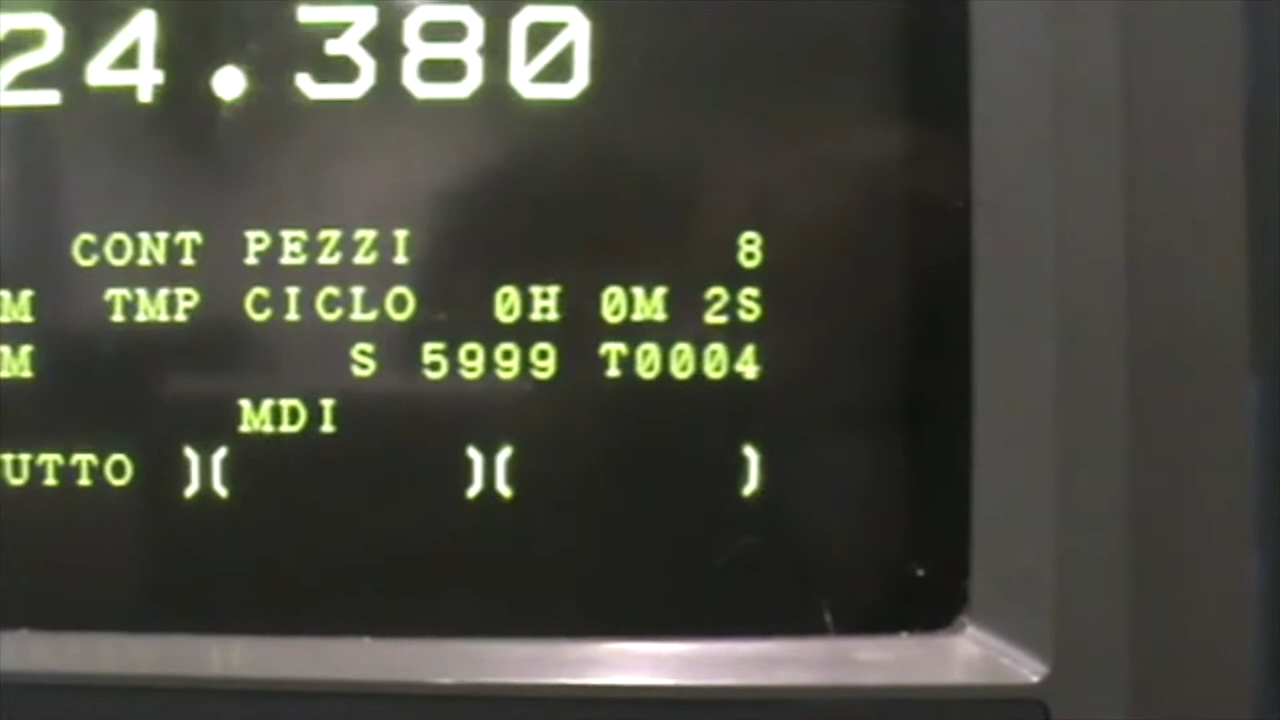 24.380
CONT PEZZI 8
M TMP CICLO 0H 0M 2S
M S 5999 T0004
MDI
UTTO )( )( )